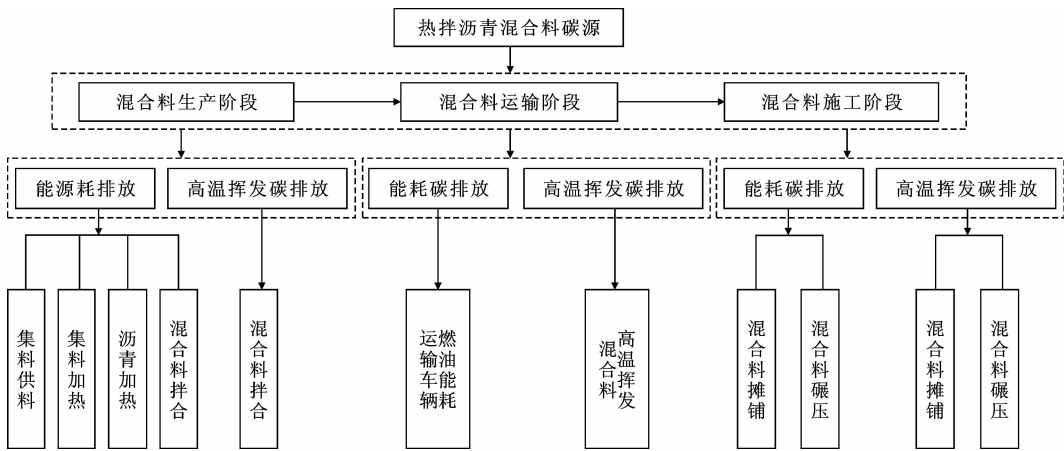 热拌沥青混合料碳源
混合料生产阶段
混合料运输阶段
混合料施工阶段
能源耗排放
高温挥发碳排放
能耗碳排放
高温挥发碳排放
能耗碳排放
高温挥发碳排放
集料供料
集料加热
沥青加热
混合料拌合
混合料拌合
燃油能耗
运输车辆
高温挥发
混合料
混合料摊铺
混合料碾压
混合料摊铺
混合料碾压